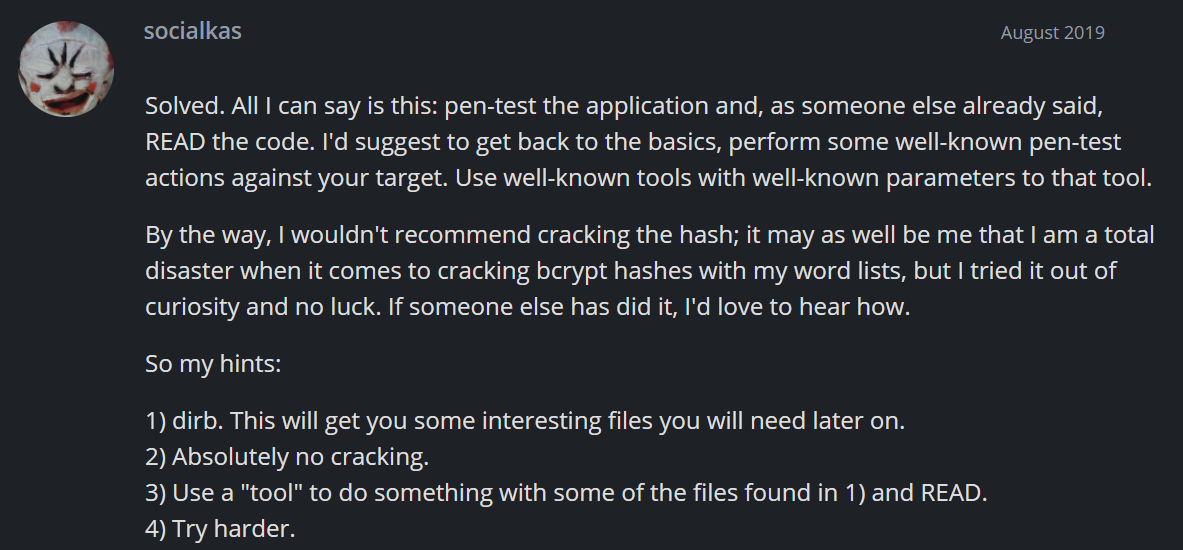 socialkas
August 2019
Solved. All I can say is this: pen-test the application and, as someone else already said,
READ the code. I'd suggest to get back to the basics, perform some well-known pen-test
actions against your target. Use well-known tools with well-known parameters to that tool.
By the way, I wouldn't recommend cracking the hash; it may as well be me that I am a total
disaster when it comes to cracking bcrypt hashes with my word lists, but I tried it out of
curiosity and no luck. If someone else has did it, I'd love to hear how.
So my hints:
1) dirb. This will get you some interesting files you will need later on.
2) Absolutely no cracking.
3) Use a "tool" to do something with some of the files found in 1) and READ.
4) Try harder.